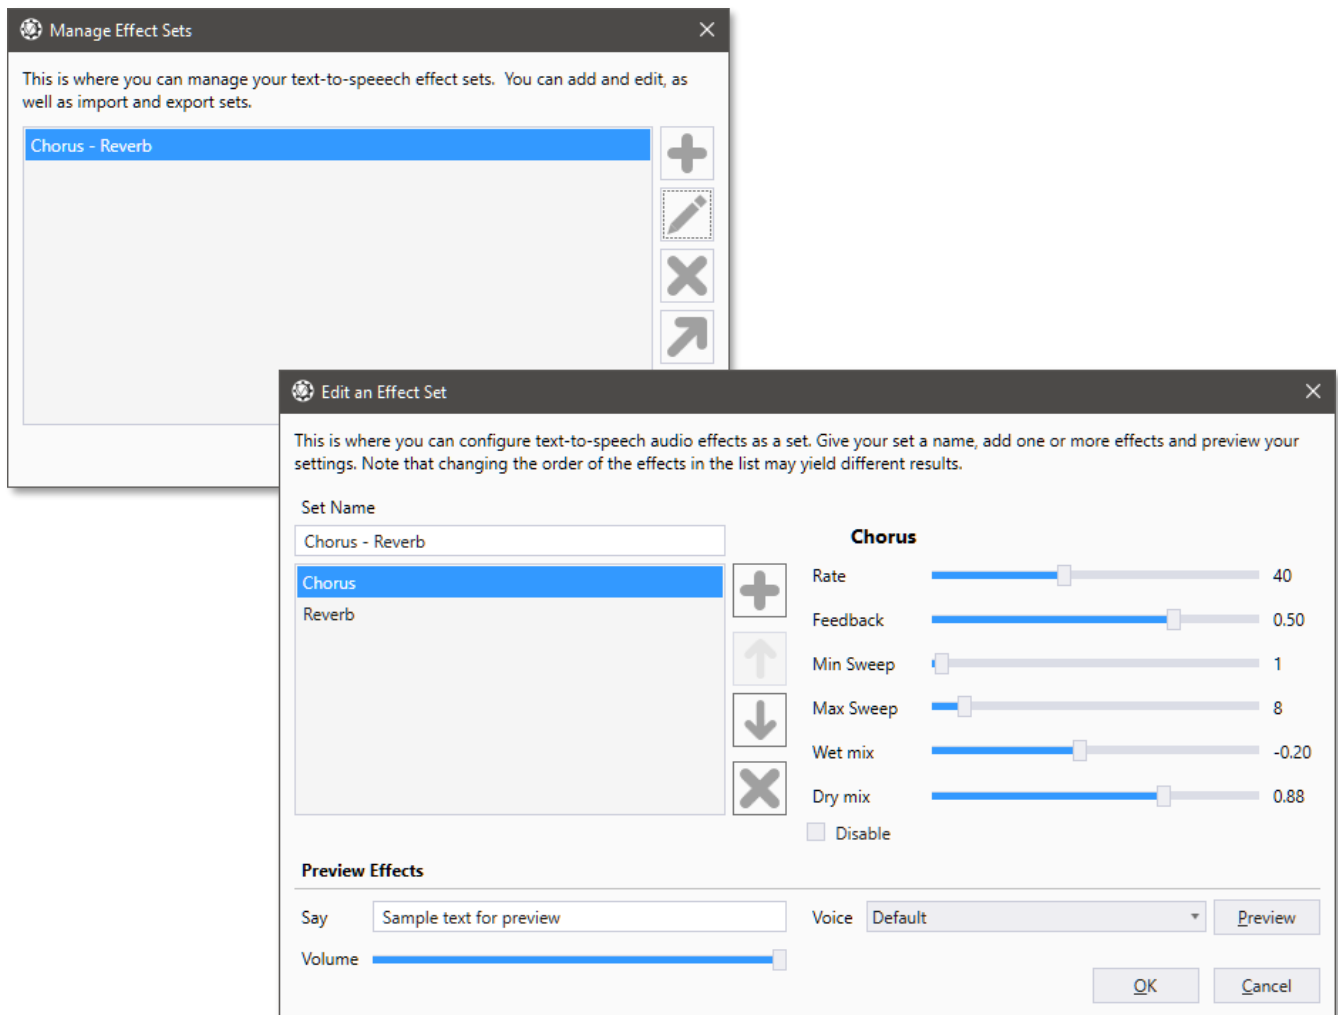 Manage Effect Sets
This is where you can manage your text-to-speeech effect sets.  You can add and edit, as
well as import and export sets.
Chorus - Reverb
Edit an Effect Set
This is where you can configure text-to-speech audio effects as a set. Give your set a name, add one or more effects and preview your
settings. Note that changing the order of the effects in the list may yield different results.
Set Name
Chorus - Reverb
Chorus
Reverb
Chorus
Rate 40
Feedback 0.50
Min Sweep 1
Max Sweep 8
Wet mix -0.20
Dry mix 0.88
Disable
Preview Effects
Say Sample text for preview Voice Default Preview
Volume
OK Cancel